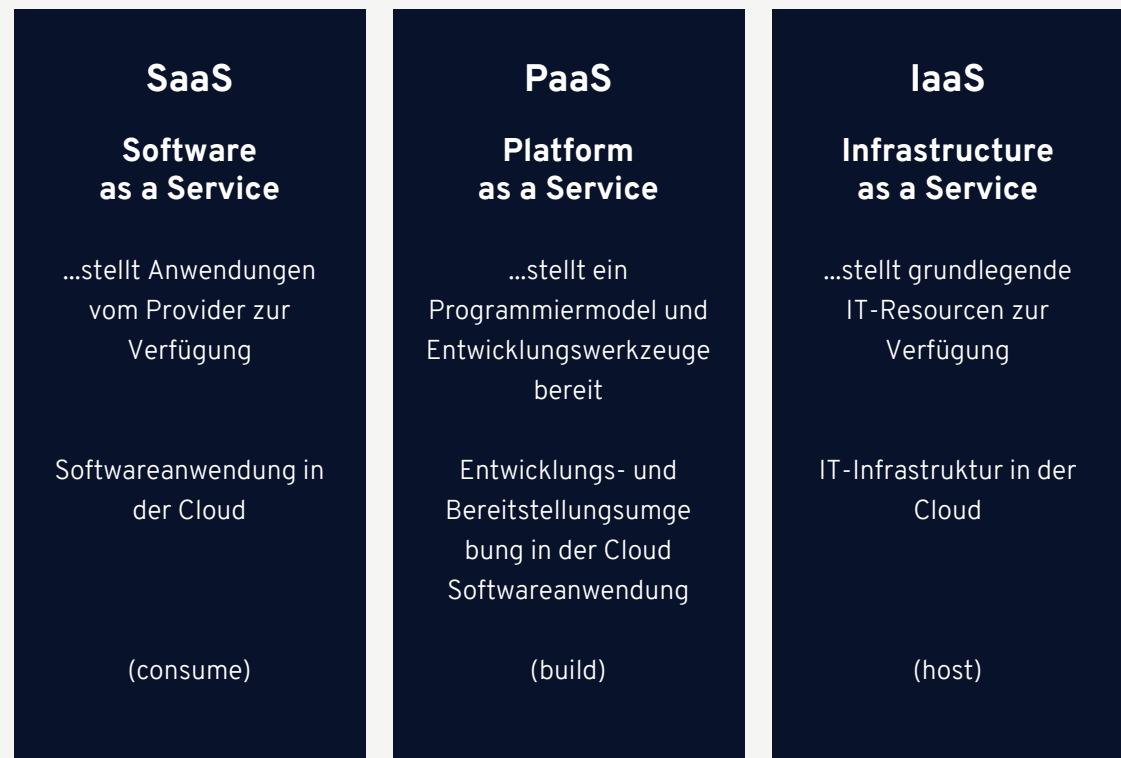 SaaS
Software
as a Service
...stellt Anwendungen
vom Provider zur
Verfügung
Softwareanwendung in
der Cloud
(consume)
PaaS
Platform
as a Service
...stellt ein
Programmiermodel und
Entwicklungswerkzeuge
bereit
Entwicklungs- und
Bereitstellungsumge
bung in der Cloud
Softwareanwendung
(build)
IaaS
Infrastructure
as a Service
...stellt grundlegende
IT-Resourcen zur
Verfügung
IT-Infrastruktur in der
Cloud
(host)